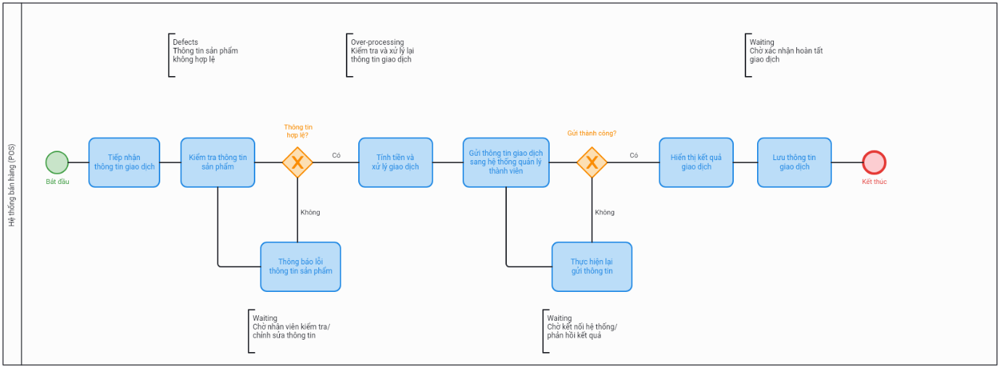 Hệ thống bán hàng (POS)
Defects
Thông tin sản phẩm
không hợp lệ
Over-processing
Kiểm tra và xử lý lại
thông tin giao dịch
Waiting
Chờ xác nhận hoàn tất
giao dịch
Bắt đầu
Tiếp nhận
thông tin giao dịch
Kiểm tra thông tin
sản phẩm
Thông tin
hợp lệ?
Có
Tính tiền và
xử lý giao dịch
Gửi thông tin giao dịch
sang hệ thống quản lý
thành viên
Gửi thành công?
Có
Hiển thị kết quả
giao dịch
Lưu thông tin
giao dịch
Kết thúc
Không
Không
Thông báo lỗi
thông tin sản phẩm
Thực hiện lại
gửi thông tin
Waiting
Chờ nhân viên kiểm tra/
chỉnh sửa thông tin
Waiting
Chờ kết nối hệ thống/
phản hồi kết quả